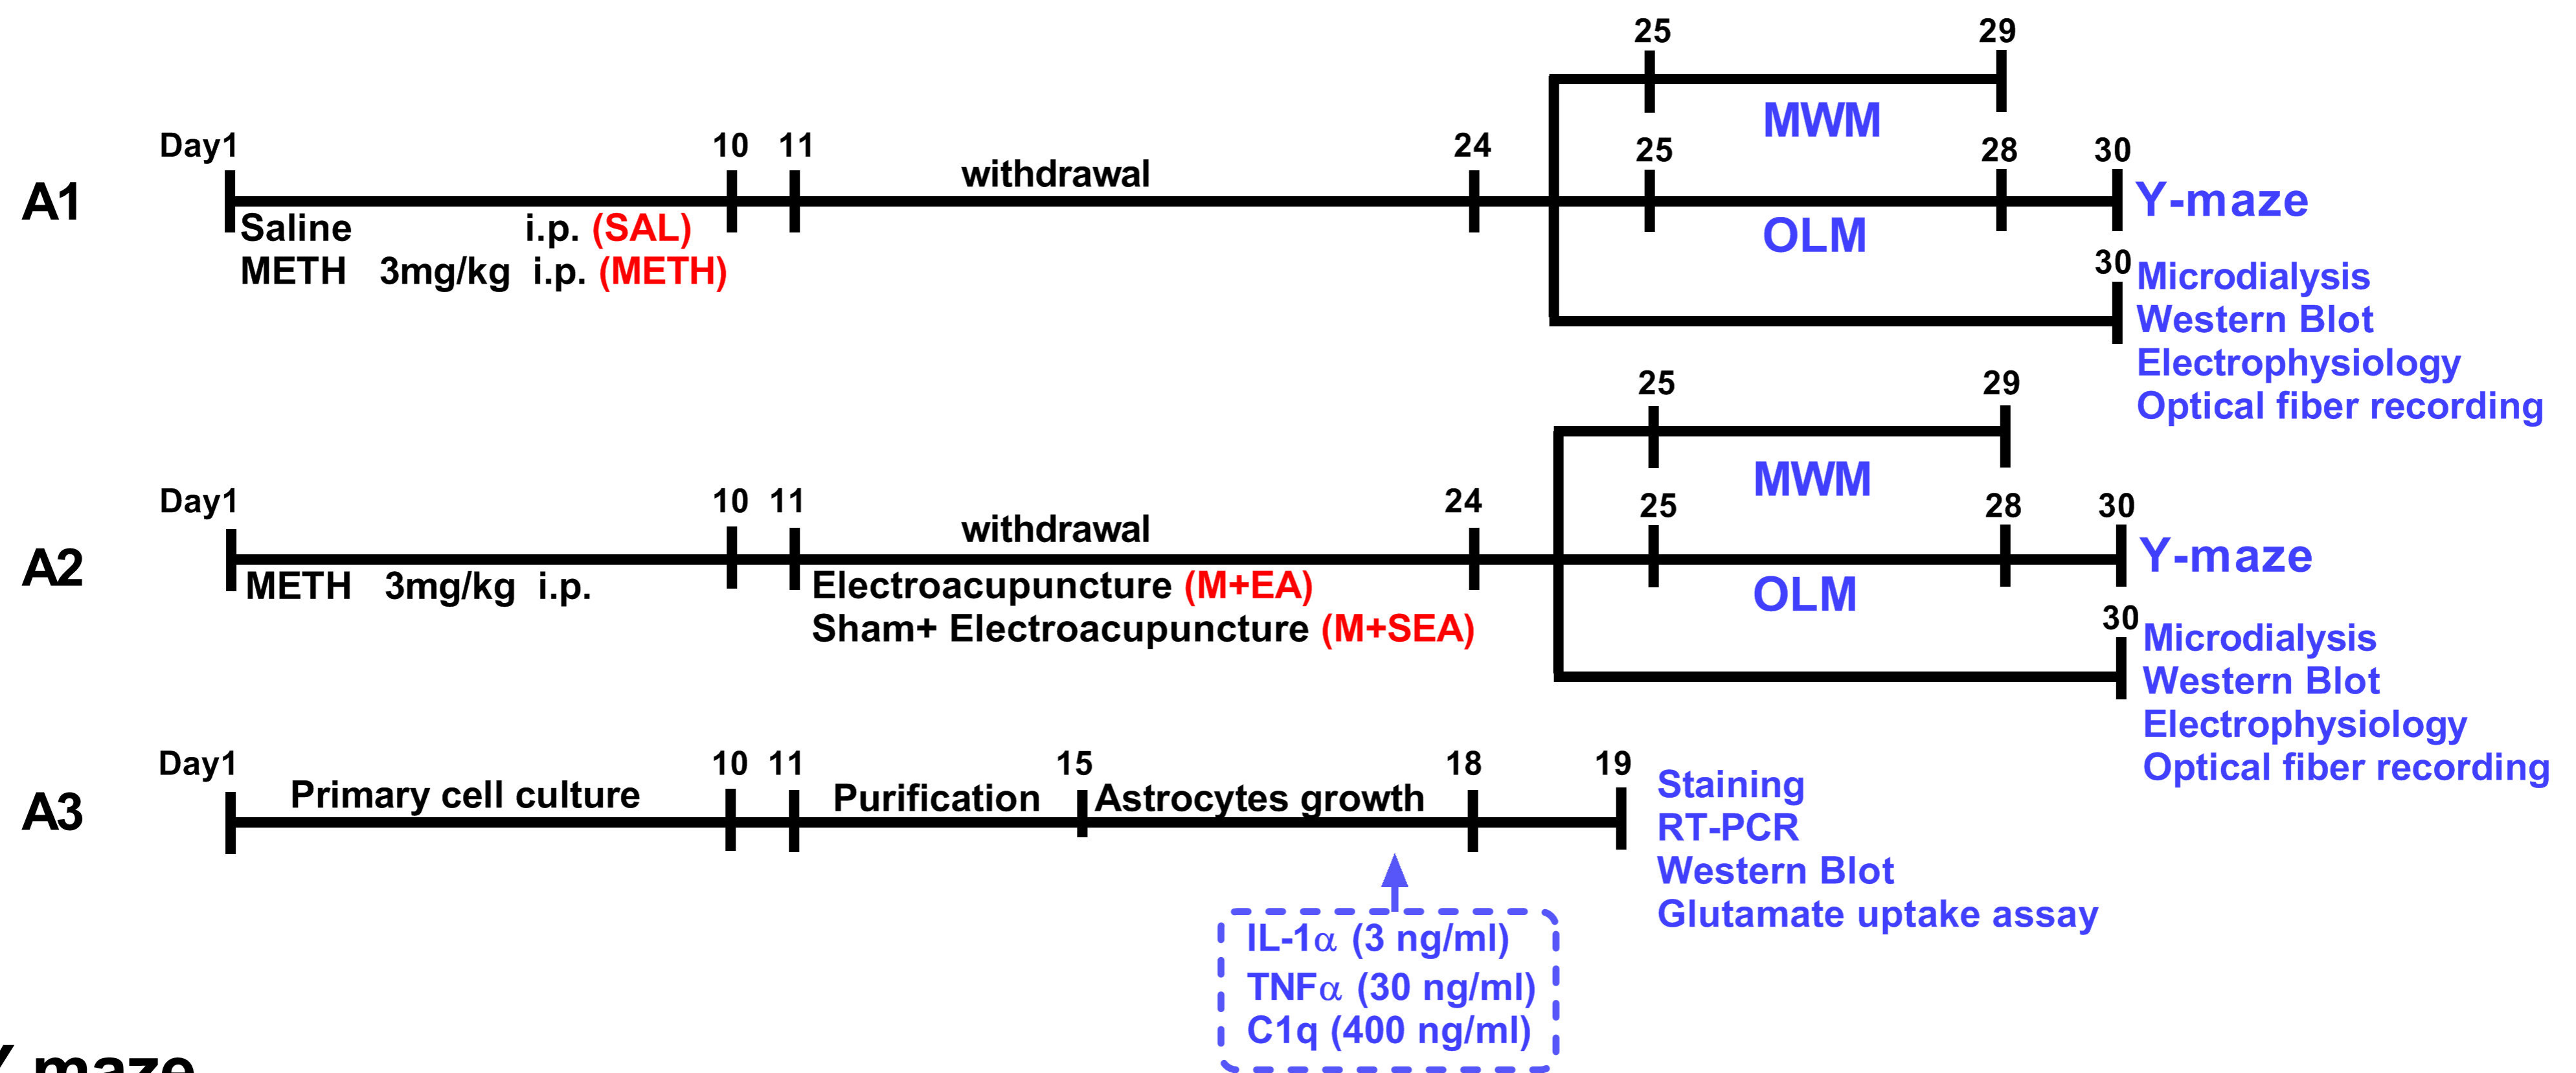 25 29
MWM
Day1 10 11 withdrawal 24 25 28 30
A1
Saline i.p. (SAL)
METH 3mg/kg i.p. (METH)
OLM
Y-maze
30
Microdialysis
Western Blot
Electrophysiology
Optical fiber recording
25 29
MWM
Day1 10 11 withdrawal 24 25 28 30
A2
METH 3mg/kg i.p.
Electroacupuncture (M+EA)
Sham+ Electroacupuncture (M+SEA)
OLM
Y-maze
30
Microdialysis
Western Blot
Electrophysiology
Optical fiber recording
Day1 10 11 15 18 19
A3
Primary cell culture Purification Astrocytes growth
Staining
RT-PCR
Western Blot
Glutamate uptake assay
IL-1α (3 ng/ml)
TNFα (30 ng/ml)
C1q (400 ng/ml)
Y maze